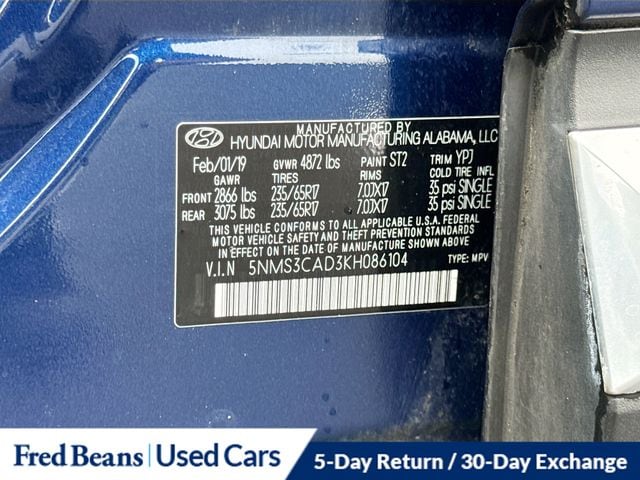 MANUFACTURED BY
HYUNDAI MOTOR MANUFACTURING ALABAMA, LLC
Feb/01/19 GVWR 4872 lbs PAINT ST2 TRIM YPJ
GAWR TIRES RIMS COLD TIRE INFL
FRONT 2866 lbs 235/65R17 7.0JX17 35 psi SINGLE
REAR 3075 lbs 235/65R17 7.0JX17 35 psi SINGLE
THIS VEHICLE CONFORMS TO ALL APPLICABLE U.S.A. FEDERAL
MOTOR VEHICLE SAFETY AND THEFT PREVENTION STANDARDS
IN EFFECT ON THE DATE OF MANUFACTURE SHOWN ABOVE.
V.I.N 5NMS3CAD3KH086104 TYPE: MPV
Fred Beans | Used Cars
5-Day Return / 30-Day Exchange